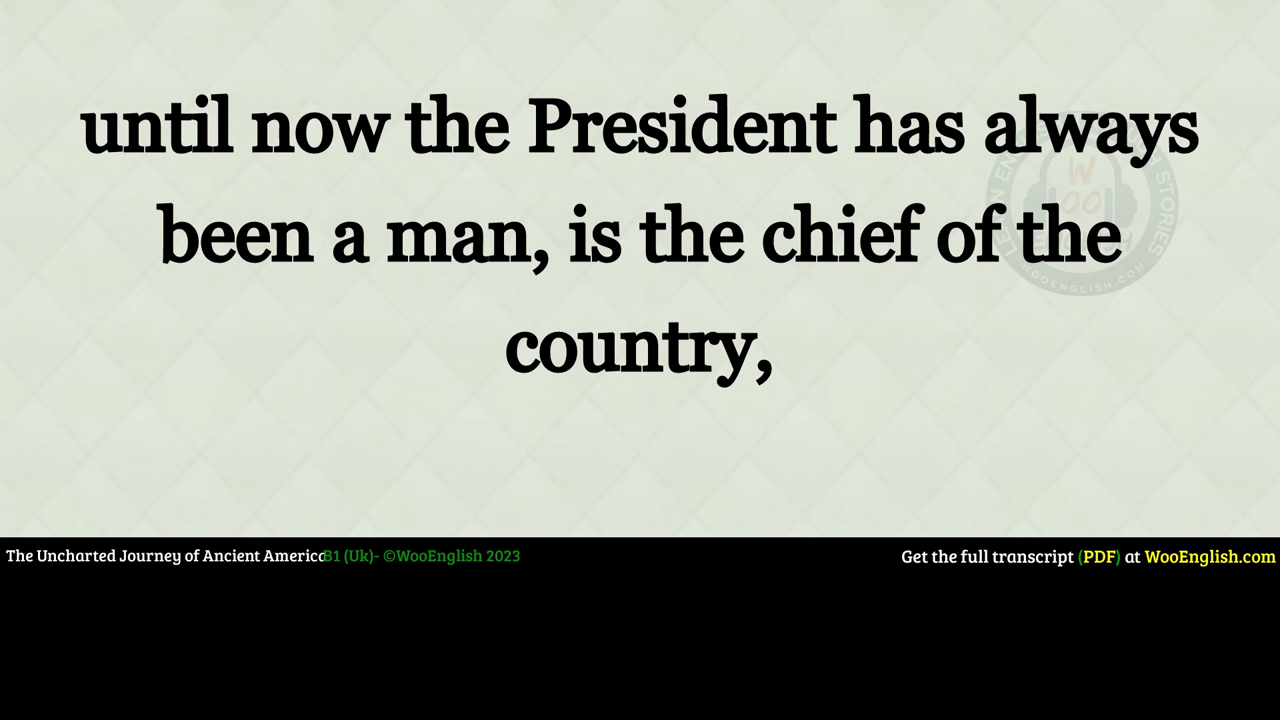 until now the President has always
been a man, is the chief of the
country,
The Uncharted Journey of Ancient America B1 (Uk)- ©WooEnglish 2023
Get the full transcript (PDF) at WooEnglish.com